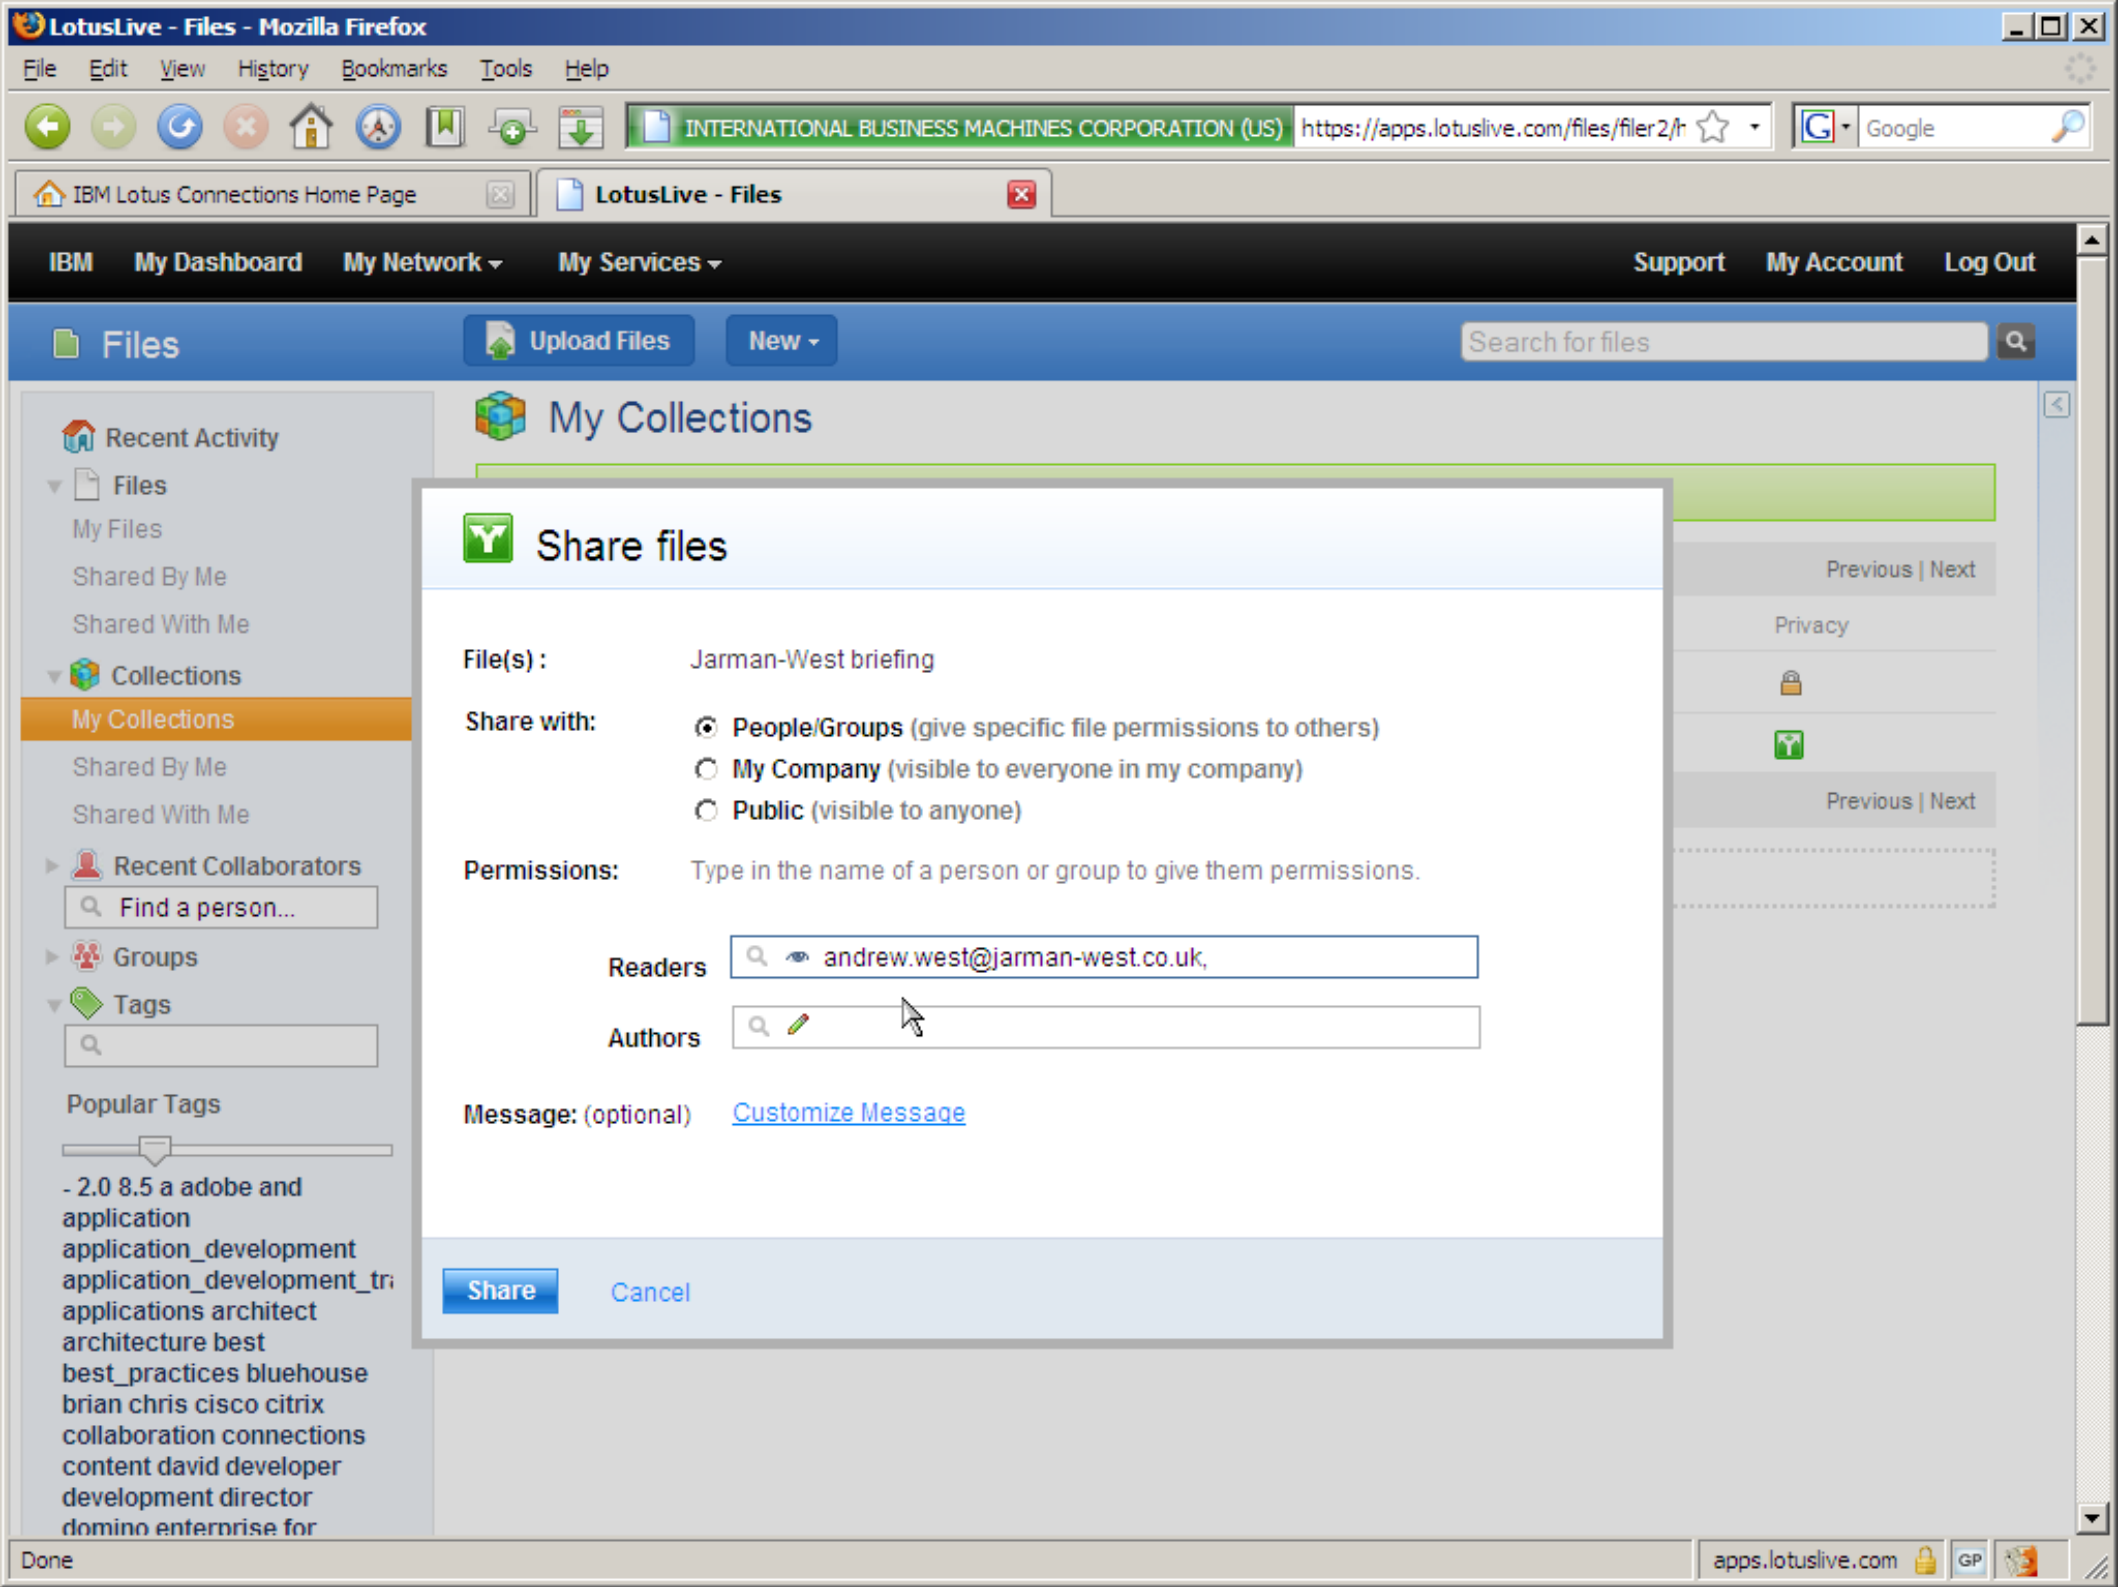 LotusLive - Files - Mozilla Firefox
File Edit View History Bookmarks Tools Help
INTERNATIONAL BUSINESS MACHINES CORPORATION (US) https://apps.lotuslive.com/files/filer2/h G Google
IBM Lotus Connections Home Page LotusLive - Files
IBM My Dashboard My Network My Services Support My Account Log Out
Files Upload Files New Search for files
My Collections
Recent Activity
Files
My Files
Shared By Me
Shared With Me
Collections
My Collections
Shared By Me
Shared With Me
Recent Collaborators
Find a person...
Groups
Tags
Popular Tags
- 2.0 8.5 a adobe and
application
application_development
application_development_tra
applications architect
architecture best
best_practices bluehouse
brian chris cisco citrix
collaboration connections
content david developer
development director
domino enterprise for
Share files
File(s) : Jarman-West briefing
Share with: People/Groups (give specific file permissions to others)
My Company (visible to everyone in my company)
Public (visible to anyone)
Permissions: Type in the name of a person or group to give them permissions.
Readers andrew.west@jarman-west.co.uk,
Authors
Message: (optional) Customize Message
Share Cancel
Previous | Next
Privacy
Previous | Next
Done apps.lotuslive.com GP